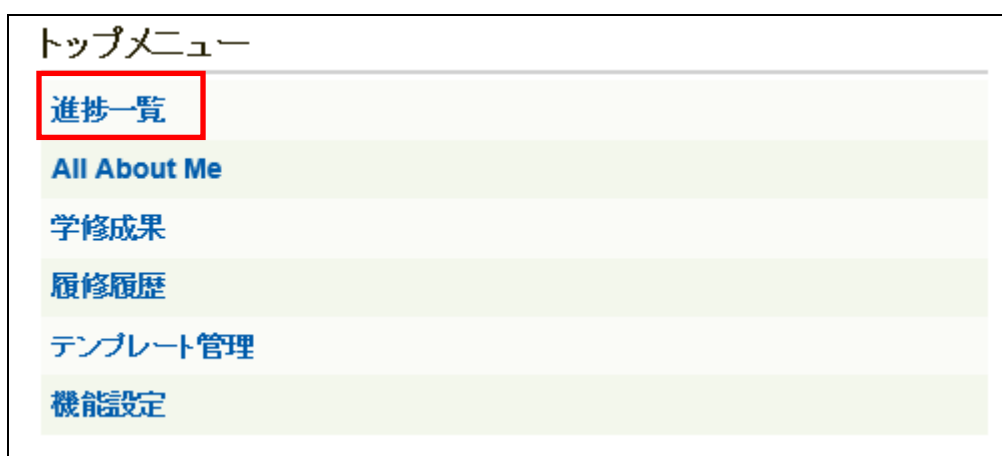 トップメニュー
進捗一覧
All About Me
学修成果
履修履歴
テンプレート管理
機能設定